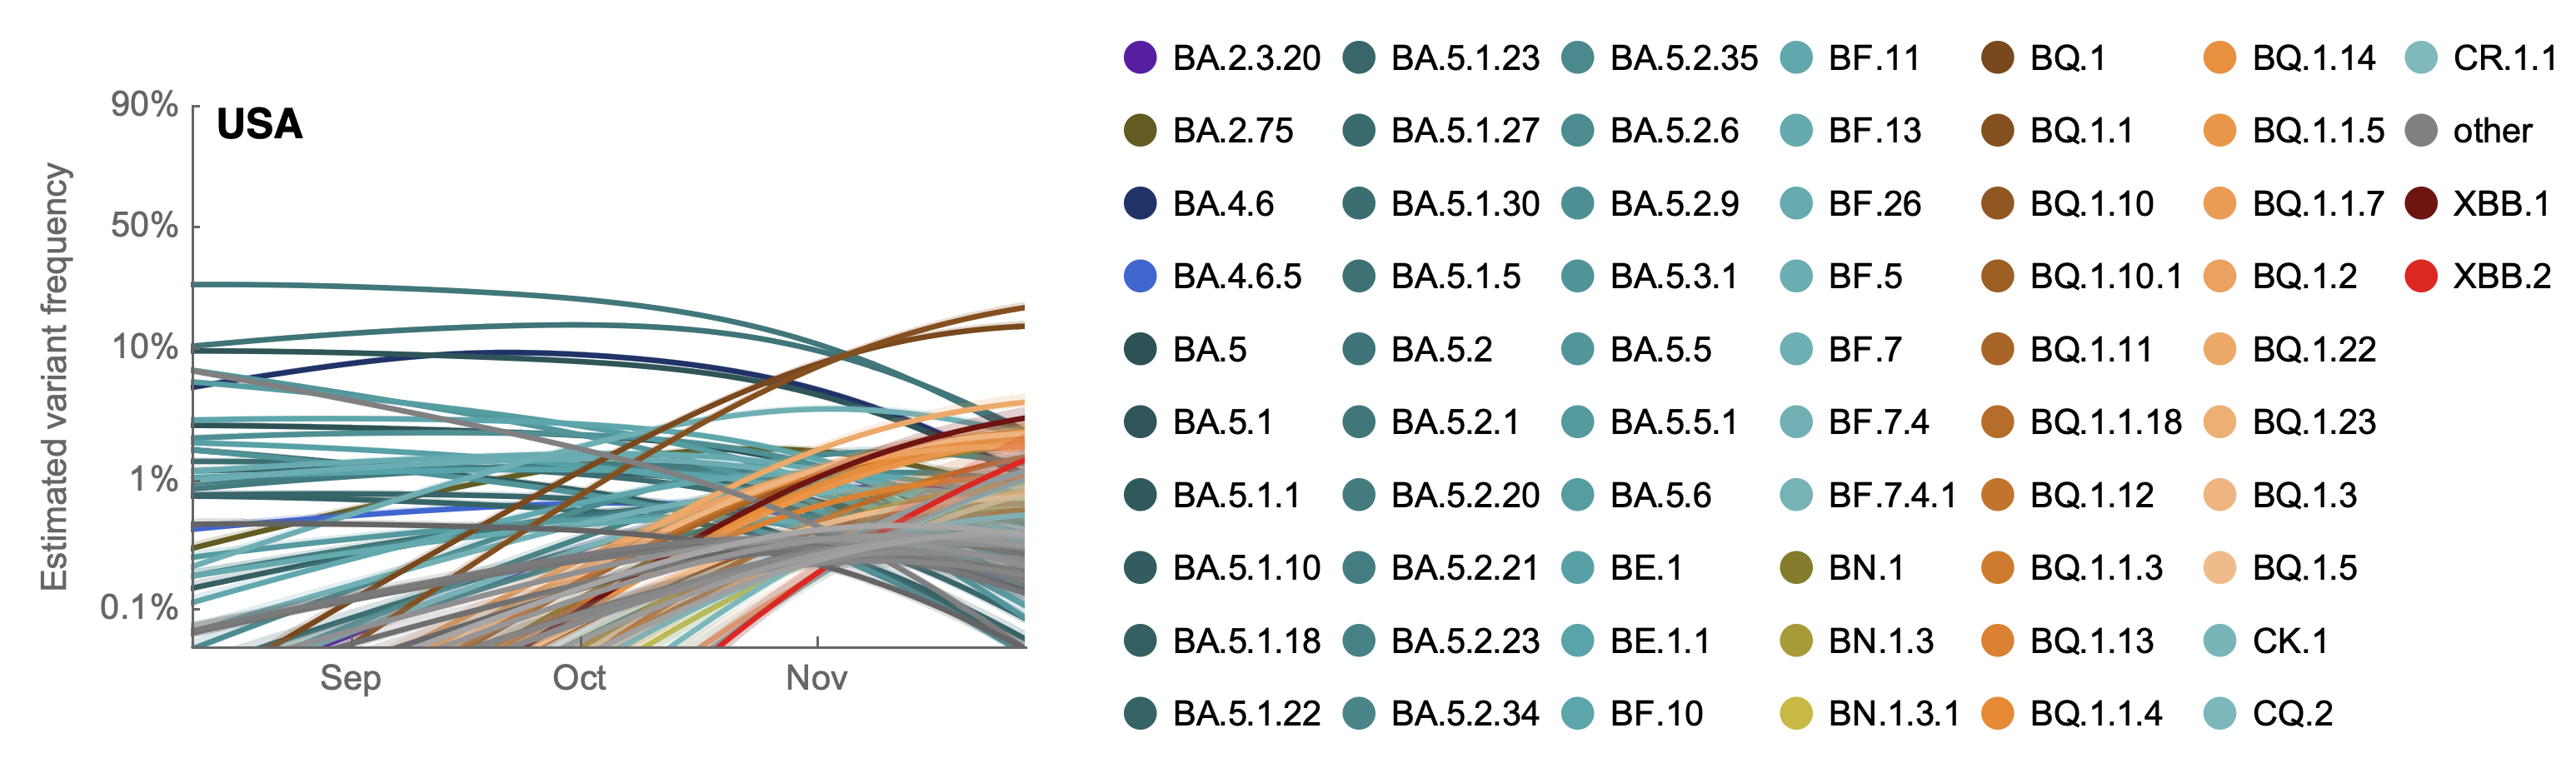 USA
Estimated variant frequency
90%
50%
10%
1%
0.1%
Sep Oct Nov
BA.2.3.20
BA.2.75
BA.4.6
BA.4.6.5
BA.5
BA.5.1
BA.5.1.1
BA.5.1.10
BA.5.1.18
BA.5.1.22
BA.5.1.23
BA.5.1.27
BA.5.1.30
BA.5.1.5
BA.5.2
BA.5.2.1
BA.5.2.20
BA.5.2.21
BA.5.2.23
BA.5.2.34
BA.5.2.35
BA.5.2.6
BA.5.2.9
BA.5.3.1
BA.5.5
BA.5.5.1
BA.5.6
BE.1
BE.1.1
BF.10
BF.11
BF.13
BF.26
BF.5
BF.7
BF.7.4
BF.7.4.1
BN.1
BN.1.3
BN.1.3.1
BQ.1
BQ.1.1
BQ.1.10
BQ.1.10.1
BQ.1.11
BQ.1.1.18
BQ.1.12
BQ.1.1.3
BQ.1.13
BQ.1.1.4
BQ.1.14
BQ.1.1.5
BQ.1.1.7
BQ.1.2
BQ.1.22
BQ.1.23
BQ.1.3
BQ.1.5
CK.1
CQ.2
CR.1.1
other
XBB.1
XBB.2